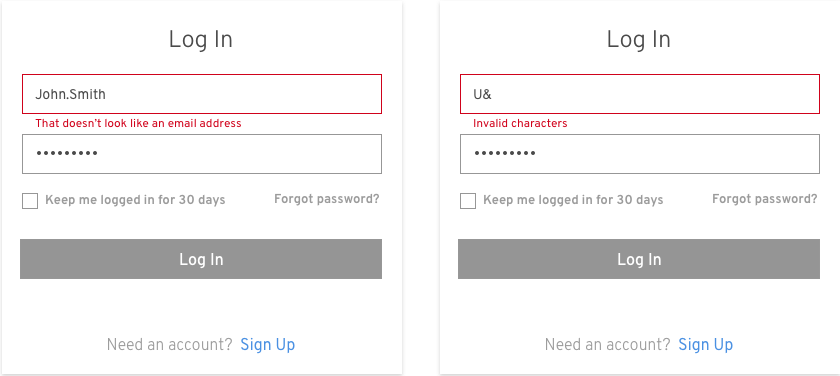 Log In
John.Smith
That doesn't look like an email address
•••••••••
Keep me logged in for 30 days Forgot password?
Log In
Need an account? Sign Up
Log In
U&
Invalid characters
•••••••••
Keep me logged in for 30 days Forgot password?
Log In
Need an account? Sign Up